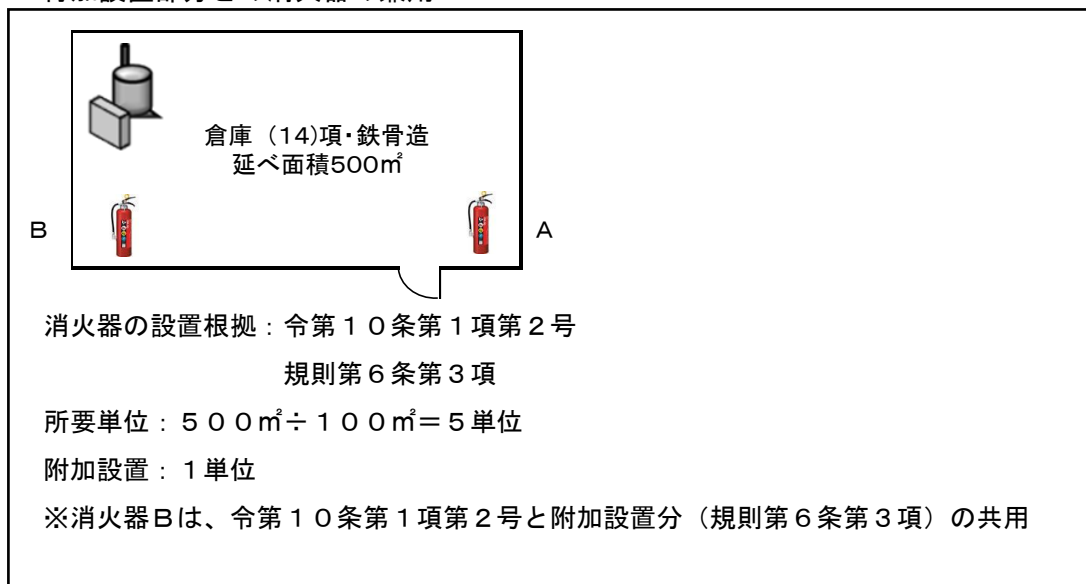 倉庫 (14)項・鉄骨造
延べ面積500㎡
B
A
消火器の設置根拠：令第１０条第１項第２号
規則第６条第３項
所要単位：５００㎡÷１００㎡＝５単位
附加設置：１単位
※消火器Ｂは、令第１０条第１項第２号と附加設置分（規則第６条第３項）の共用